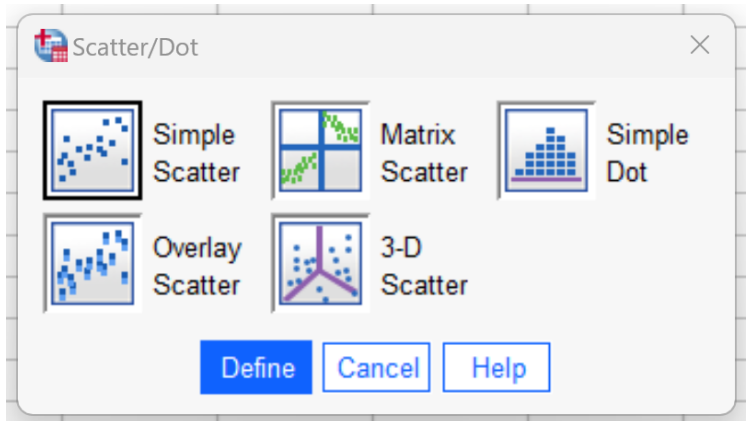 Scatter/Dot
Simple
Scatter
Matrix
Scatter
Simple
Dot
Overlay
Scatter
3-D
Scatter
Define
Cancel
Help